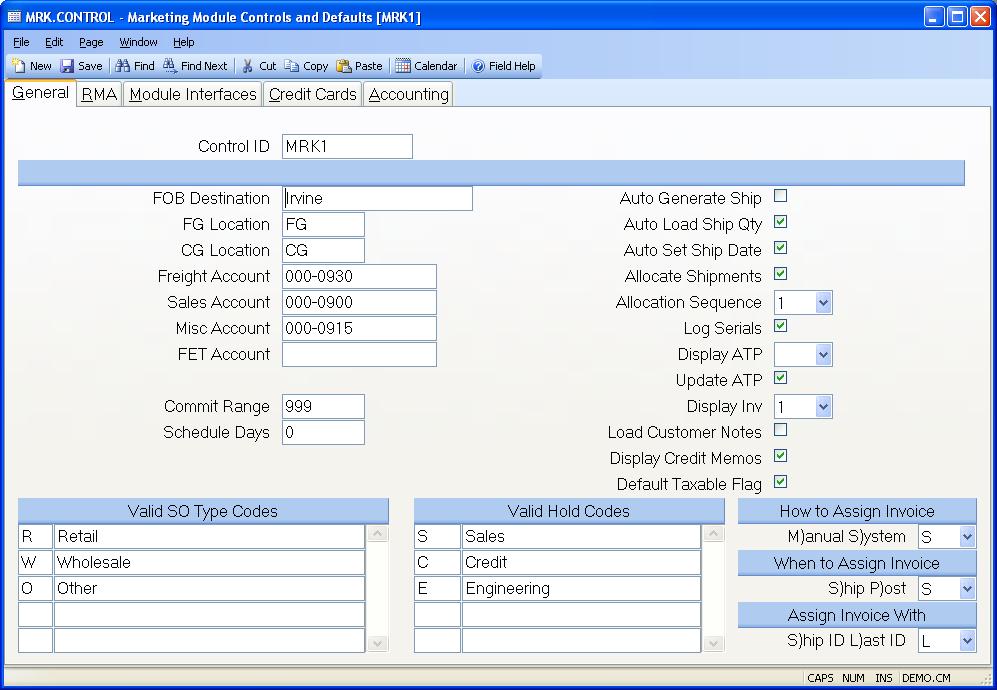 MRK.CONTROL - Marketing Module Controls and Defaults [MRK1]
File Edit Page Window Help
New Save Find Find Next Cut Copy Paste Calendar Field Help
General RMA Module Interfaces Credit Cards Accounting
Control ID MRK1
FOB Destination Irvine Auto Generate Ship
FG Location FG Auto Load Ship Qty
CG Location CG Auto Set Ship Date
Freight Account 000-0930 Allocate Shipments
Sales Account 000-0900 Allocation Sequence 1
Misc Account 000-0915 Log Serials
FET Account Display ATP
Update ATP
Commit Range 999 Display Inv 1
Schedule Days 0 Load Customer Notes
Display Credit Memos
Default Taxable Flag
Valid SO Type Codes Valid Hold Codes How to Assign Invoice
R Retail S Sales M)anual S)ystem S
W Wholesale C Credit When to Assign Invoice
O Other E Engineering S)hip P)ost S
Assign Invoice With
S)hip ID L)ast ID L
CAPS NUM INS DEMO.CM